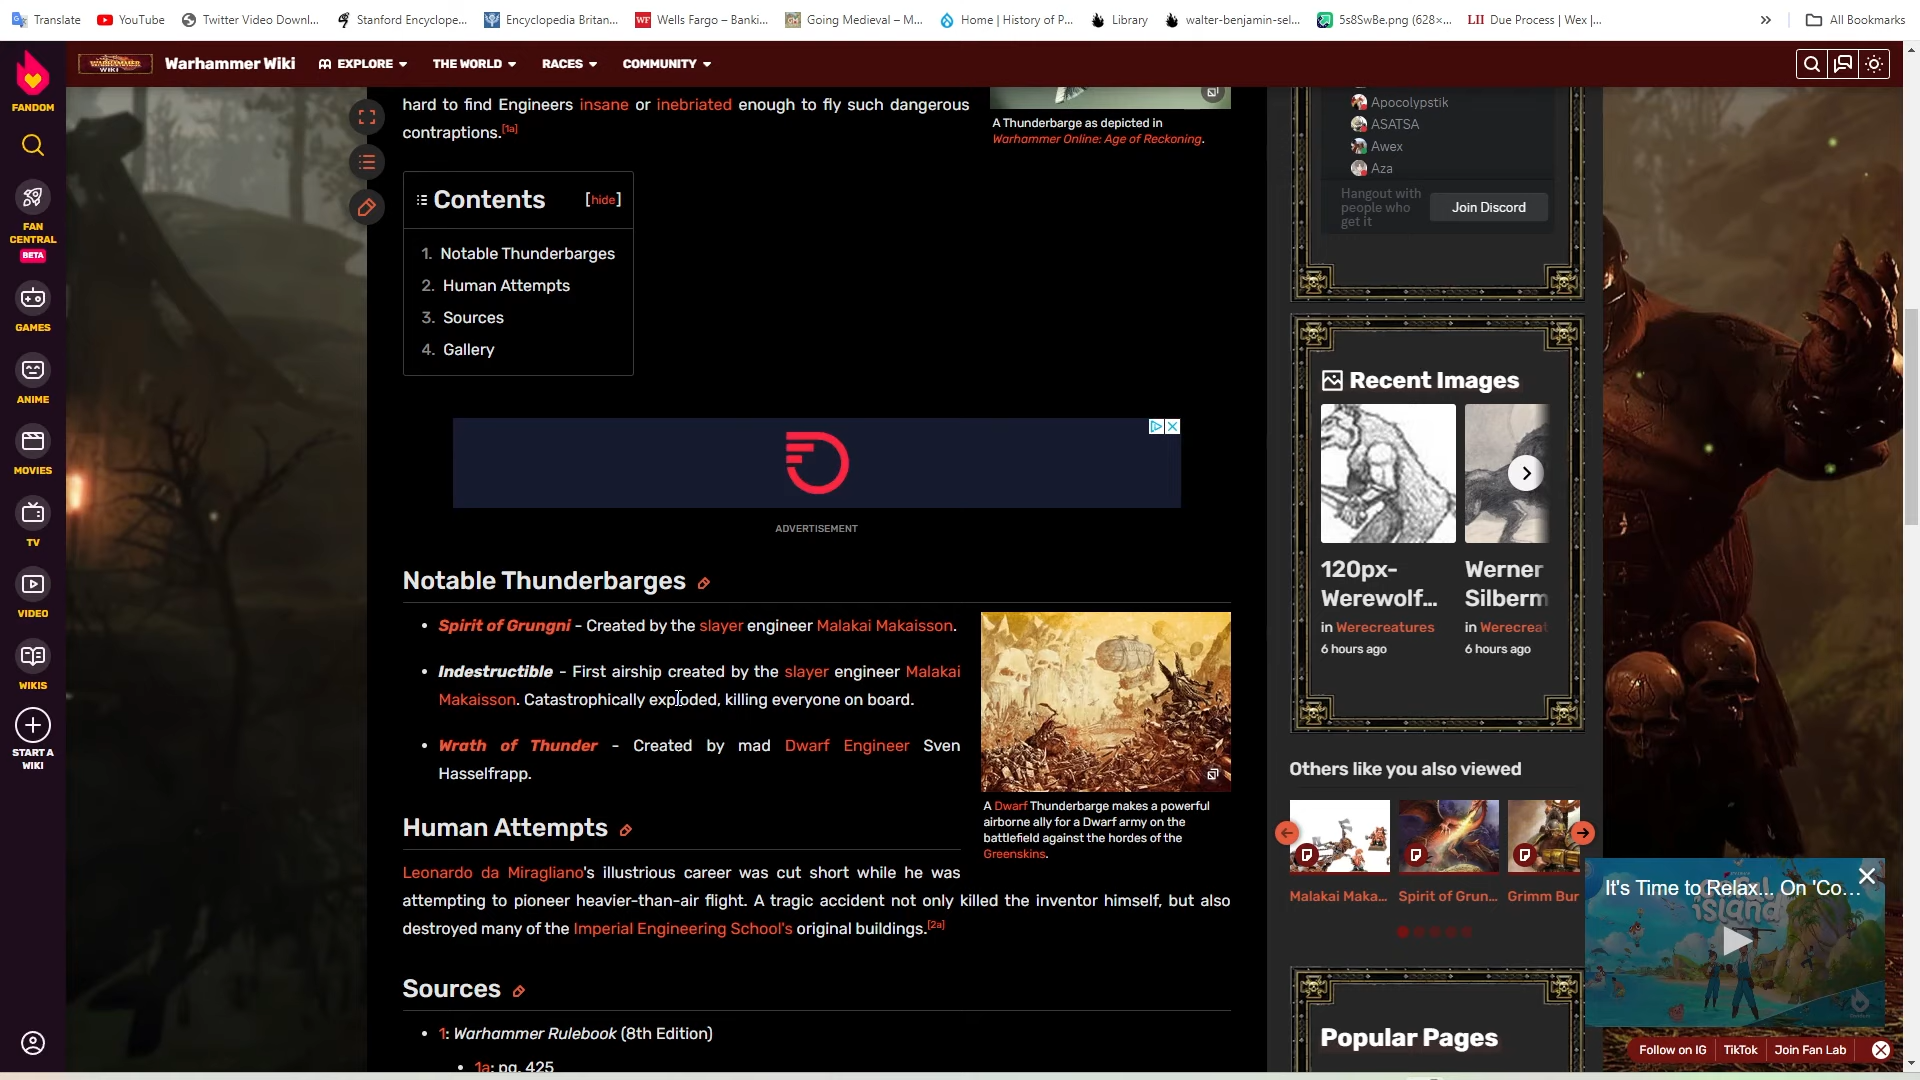 Translate YouTube Twitter Video Downl... Stanford Encyclope... Encyclopedia Britan... Wells Fargo – Banki... Going Medieval – M... Home | History of P... Library walter-benjamin-sel... 5s8SwBe.png (628×... LII Due Process | Wex |... » All Bookmarks
Warhammer Wiki EXPLORE THE WORLD RACES COMMUNITY
FANDOM
FAN
CENTRAL
BETA
GAMES
ANIME
MOVIES
TV
VIDEO
WIKIS
START A
WIKI
hard to find Engineers insane or inebriated enough to fly such dangerous
contraptions.[1a]
A Thunderbarge as depicted in
Warhammer Online: Age of Reckoning.
Contents [hide]
1. Notable Thunderbarges
2. Human Attempts
3. Sources
4. Gallery
ADVERTISEMENT
Notable Thunderbarges
• Spirit of Grungni - Created by the slayer engineer Malakai Makaisson.
• Indestructible - First airship created by the slayer engineer Malakai
Makaisson. Catastrophically exploded, killing everyone on board.
• Wrath of Thunder - Created by mad Dwarf Engineer Sven
Hasselfrapp.
A Dwarf Thunderbarge makes a powerful
airborne ally for a Dwarf army on the
battlefield against the hordes of the
Greenskins.
Human Attempts
Leonardo da Miragliano's illustrious career was cut short while he was
attempting to pioneer heavier-than-air flight. A tragic accident not only killed the inventor himself, but also
destroyed many of the Imperial Engineering School's original buildings.[2a]
Sources
• 1: Warhammer Rulebook (8th Edition)
• 1a: pg. 425
Apocolypstik
ASATSA
Awex
Aza
Hangout with
people who
get it
Join Discord
Recent Images
120px-
Werewolf...
in Werecreatures
6 hours ago
Werner
Silberm
in Werecreat
6 hours ago
Others like you also viewed
Malakai Maka... Spirit of Grun... Grimm Bur
It's Time to Relax... On 'Co...
Popular Pages
Follow on IG TikTok Join Fan Lab